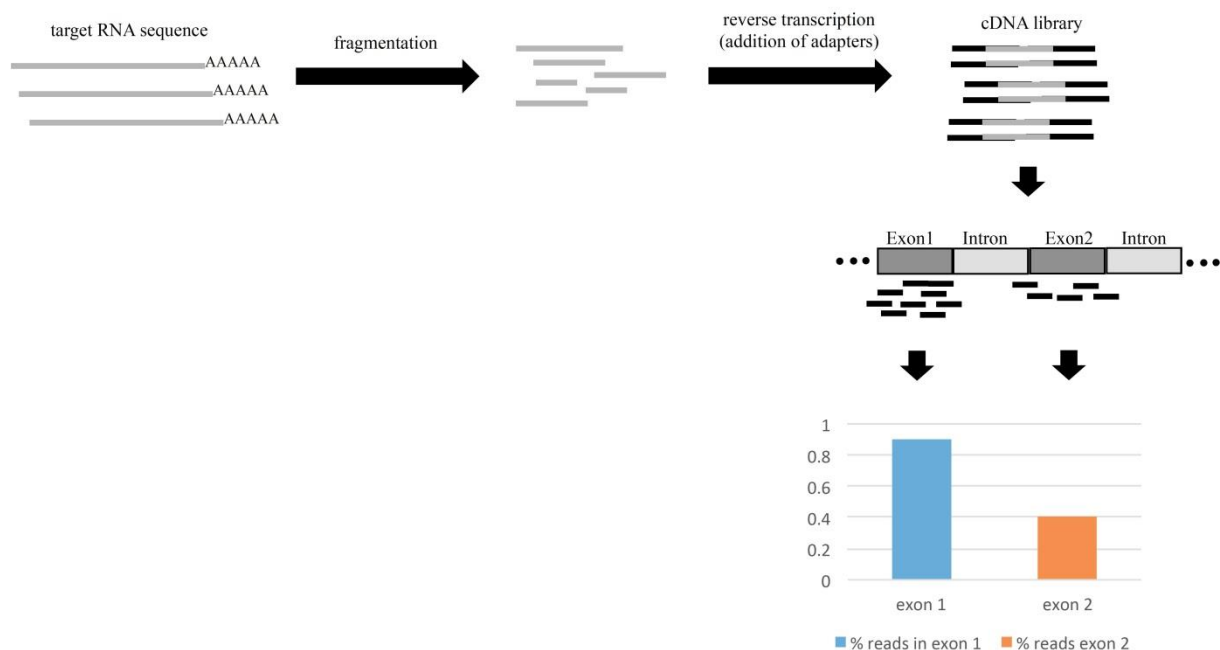 target RNA sequence
AAAAA
AAAAA
AAAAA
fragmentation
reverse transcription
(addition of adapters)
cDNA library
Exon1 Intron Exon2 Intron
1
0.8
0.6
0.4
0.2
0
exon 1 exon 2
% reads in exon 1 % reads exon 2